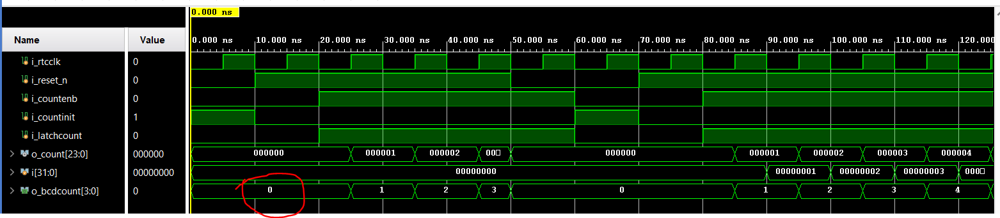 0.000 ns
Name Value 0.000 ns 10.000 ns 20.000 ns 30.000 ns 40.000 ns 50.000 ns 60.000 ns 70.000 ns 80.000 ns 90.000 ns 100.000 ns 110.000 ns 120.000
i_rtcclk 0
i_reset_n 0
i_countenb 0
i_countinit 1
i_latchcount 0
o_count[23:0] 000000 000000 000001 000002 00□ 000000 000001 000002 000003 000004
i[31:0] 00000000 00000000 00000001 00000002 00000003 000□
o_bcdcount[3:0] 0 0 1 2 3 0 1 2 3 4